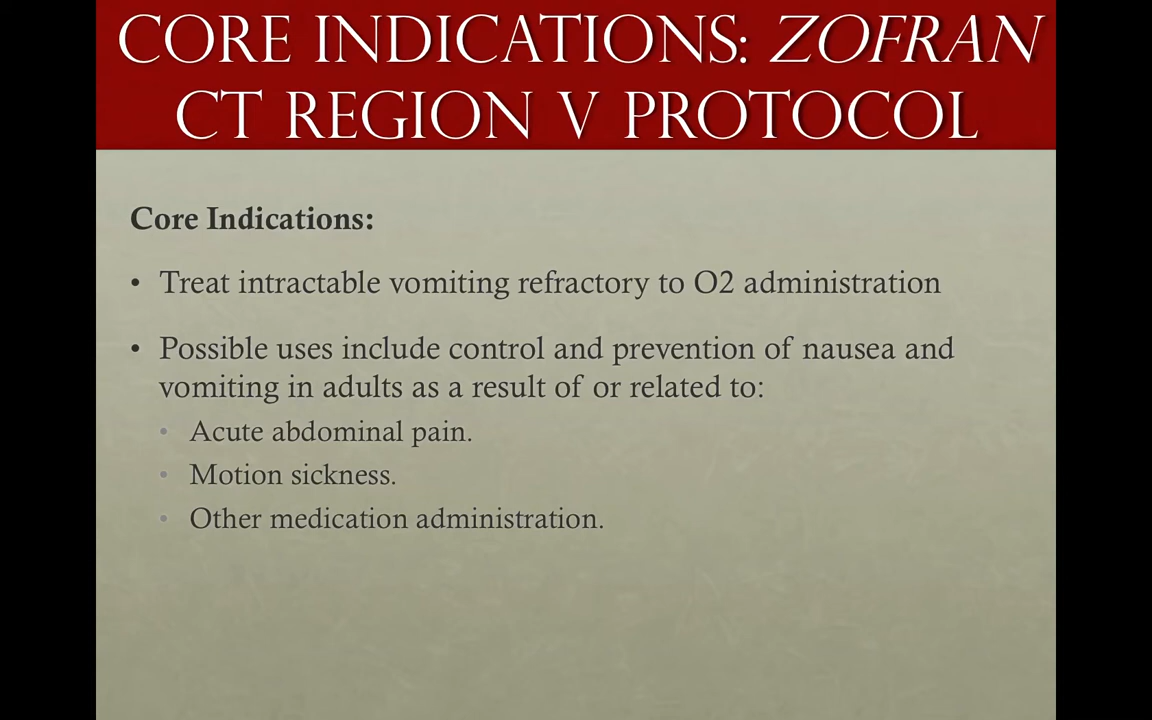 CORE INDICATIONS: ZOFRAN
CT REGION V PROTOCOL
Core Indications:
• Treat intractable vomiting refractory to O2 administration
• Possible uses include control and prevention of nausea and
vomiting in adults as a result of or related to:
• Acute abdominal pain.
• Motion sickness.
• Other medication administration.